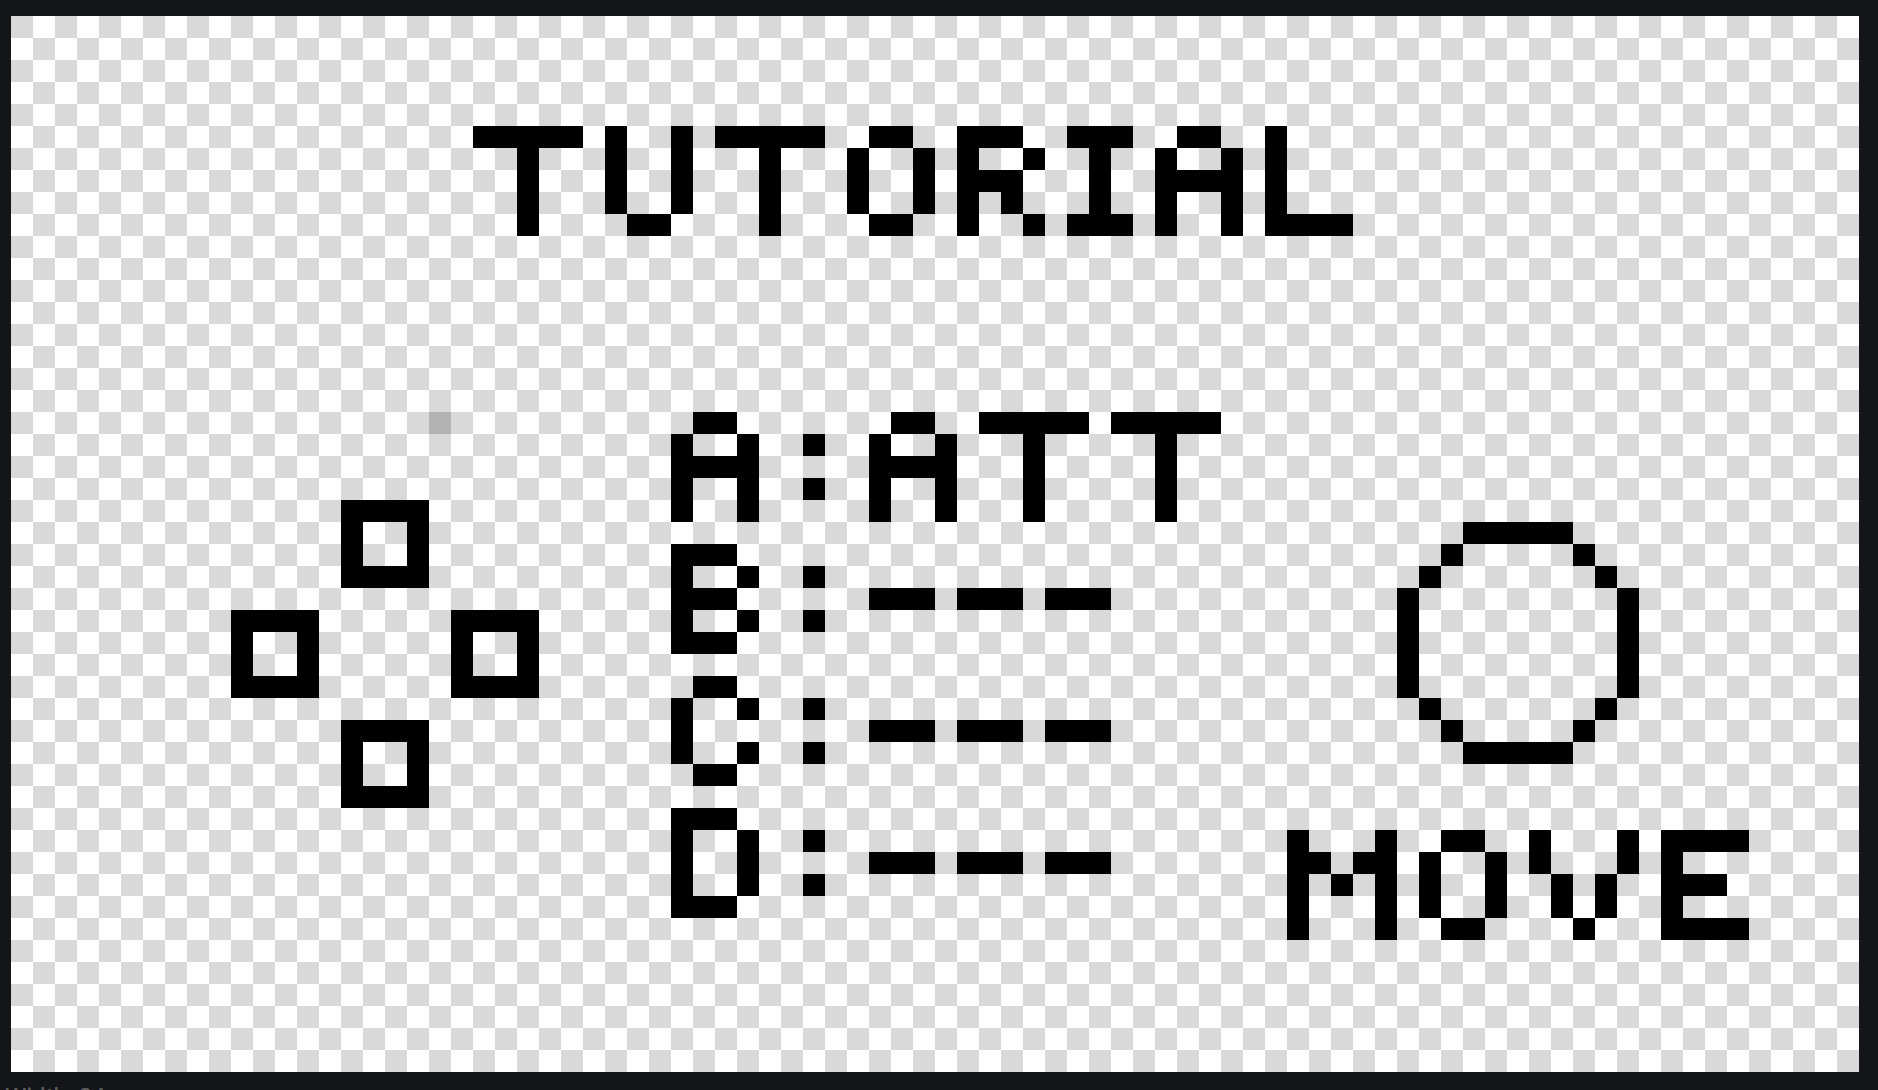 TUTORIAL
A:ATT
B:---
C:---
D:---
MOVE